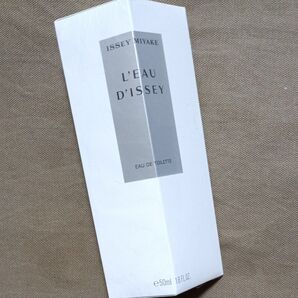 ISSEY MIYAKE
L'EAU
D'ISSEY
EAU DE TOILETTE
℮50ml 1.6 FL.OZ.